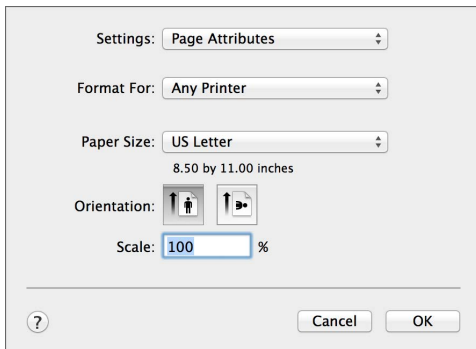 Settings: Page Attributes
Format For: Any Printer
Paper Size: US Letter
8.50 by 11.00 inches
Orientation:
Scale: 100 %
? Cancel OK